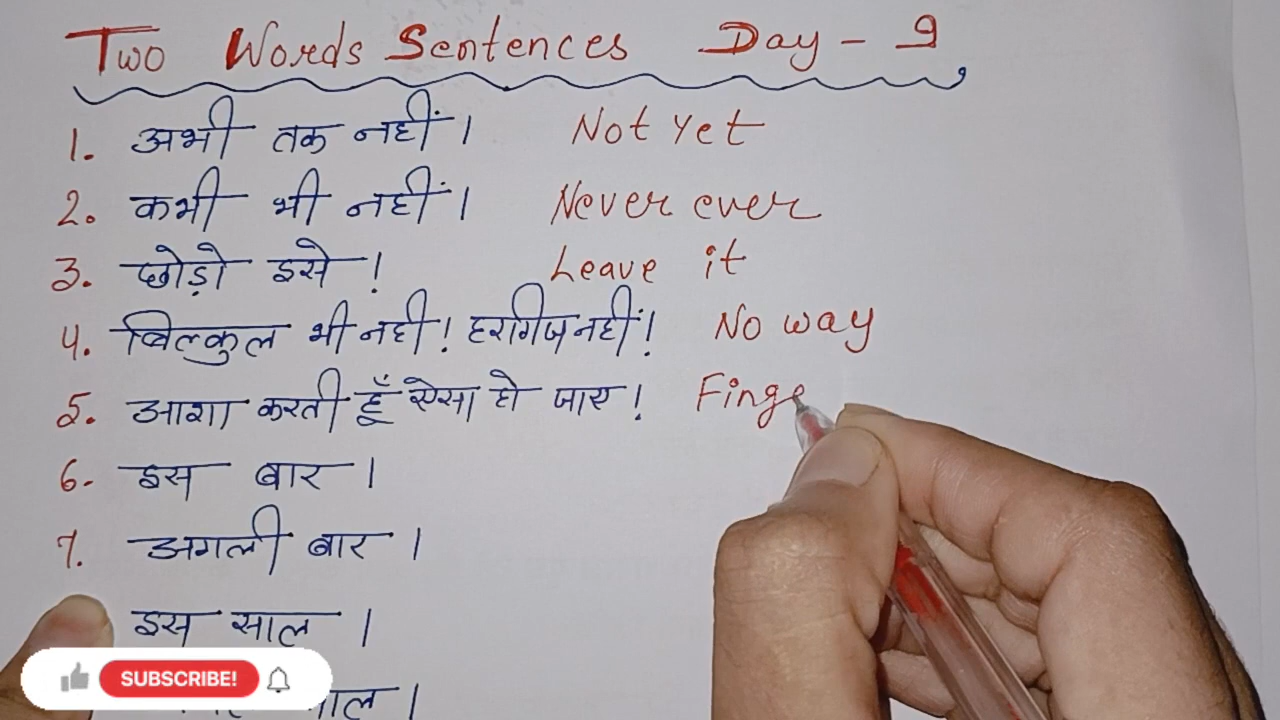 Two Words Sentences Day - 9
1. अभी तक नहीं। Not Yet
2. कभी भी नहीं। Never ever
3. छोड़ो इसे! Leave it
4. बिल्कुल भी नही! हरगिज नहीं! No way
5. आशा करती हूँ ऐसा हो जाए! Finge
6. इस बार।
7. अगली बार।
इस साल।
SUBSCRIBE!
साल।